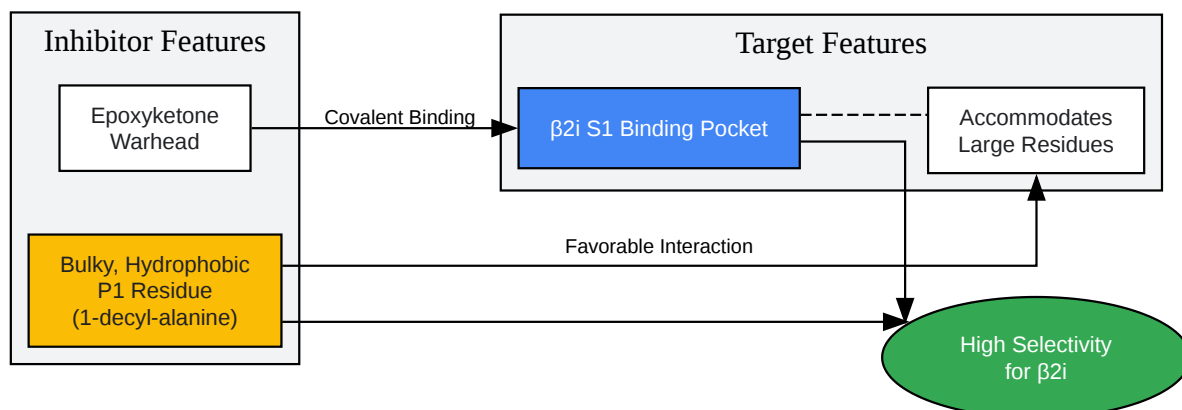 Inhibitor Features
Target Features
Epoxyketone
Warhead
Covalent Binding
β2i S1 Binding Pocket
Accommodates
Large Residues
Bulky, Hydrophobic
P1 Residue
(1-decyl-alanine)
Favorable Interaction
High Selectivity
for β2i